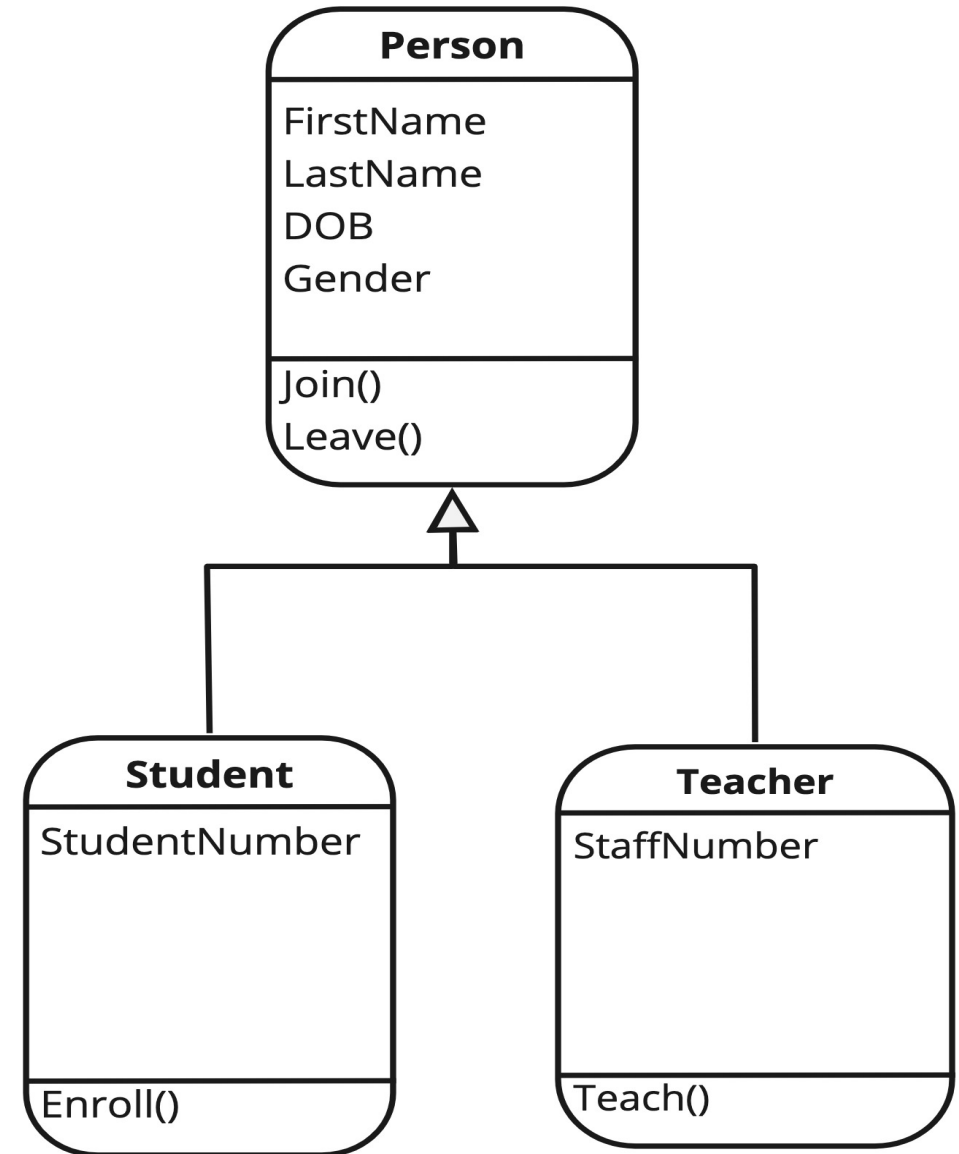 Person
FirstName
LastName
DOB
Gender
Join()
Leave()
Student
StudentNumber
Enroll()
Teacher
StaffNumber
Teach()